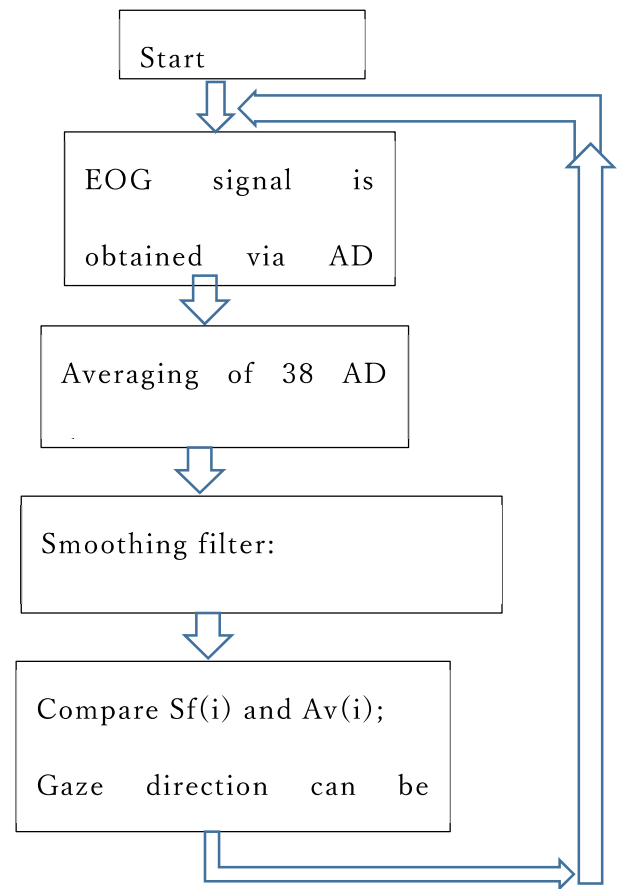 Start
EOG signal is
obtained via AD
Averaging of 38 AD
Smoothing filter:
Compare Sf(i) and Av(i);
Gaze direction can be